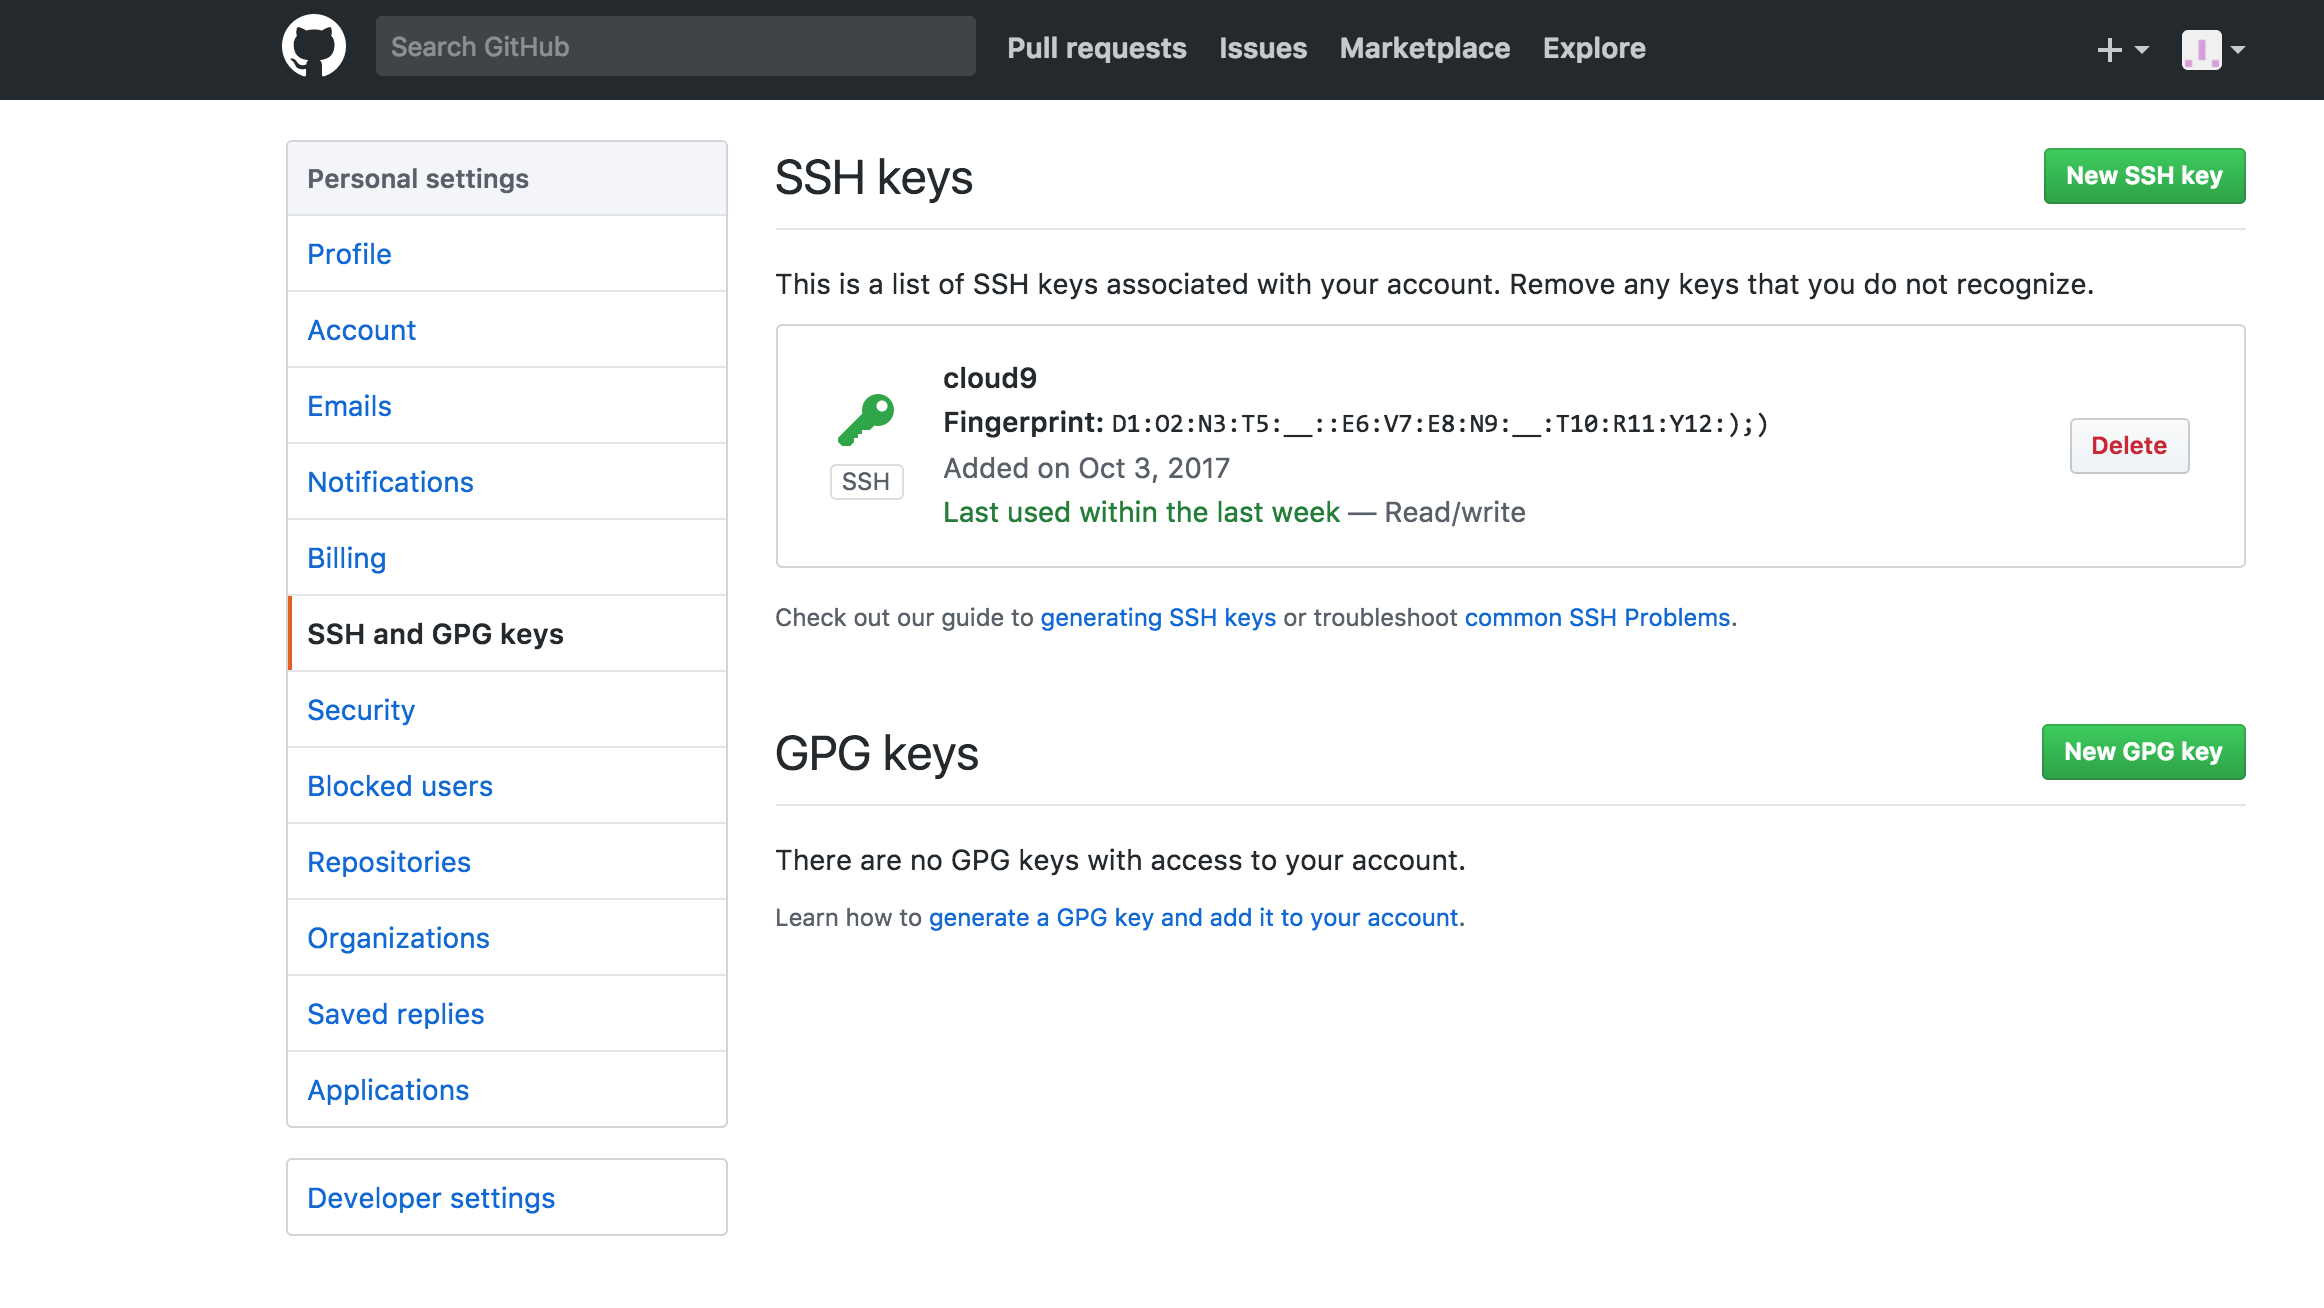 Search GitHub
Pull requests Issues Marketplace Explore
Personal settings
Profile
Account
Emails
Notifications
Billing
SSH and GPG keys
Security
Blocked users
Repositories
Organizations
Saved replies
Applications
Developer settings
SSH keys
New SSH key
This is a list of SSH keys associated with your account. Remove any keys that you do not recognize.
SSH
cloud9
Fingerprint: D1:O2:N3:T5:__::E6:V7:E8:N9:__:T10:R11:Y12:);)
Added on Oct 3, 2017
Last used within the last week — Read/write
Delete
Check out our guide to generating SSH keys or troubleshoot common SSH Problems.
GPG keys
New GPG key
There are no GPG keys with access to your account.
Learn how to generate a GPG key and add it to your account.